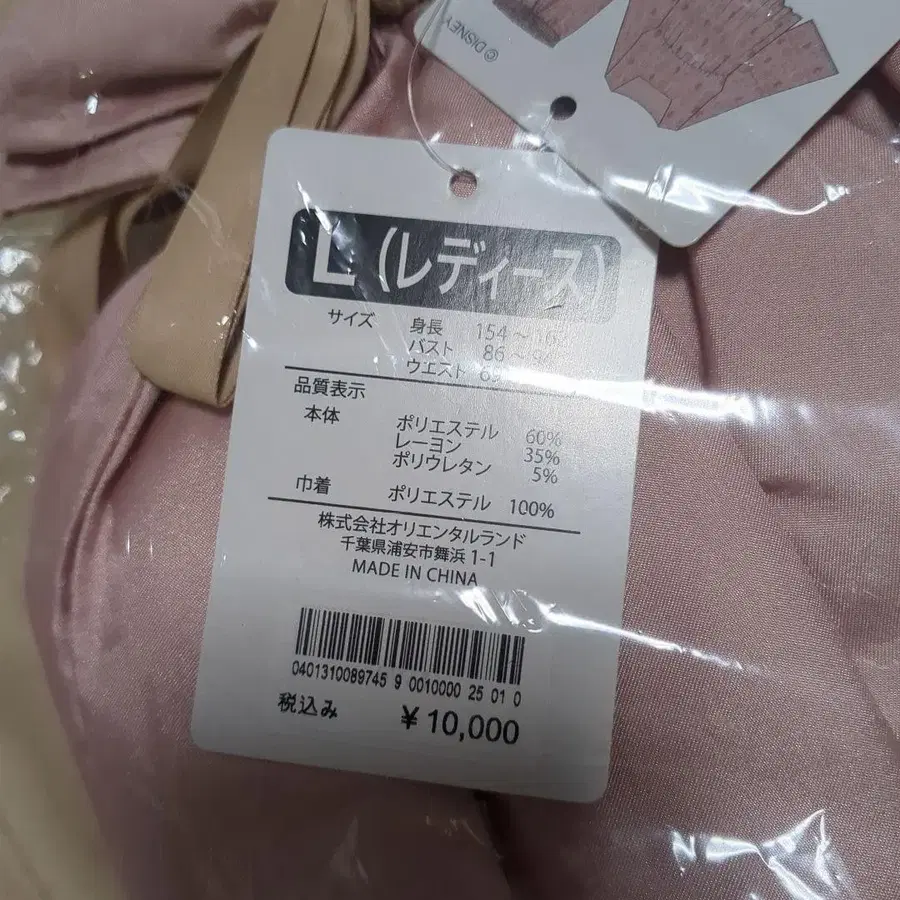 © DISNEY
L (レディース)
サイズ 身長 154～16
バスト 86～
ウエスト
品質表示
本体 ポリエステル 60%
レーヨン 35%
ポリウレタン 5%
巾着 ポリエステル 100%
株式会社オリエンタルランド
千葉県浦安市舞浜 1-1
MADE IN CHINA
0401310089745 9 0010000 25 01 0
税込み ¥10,000